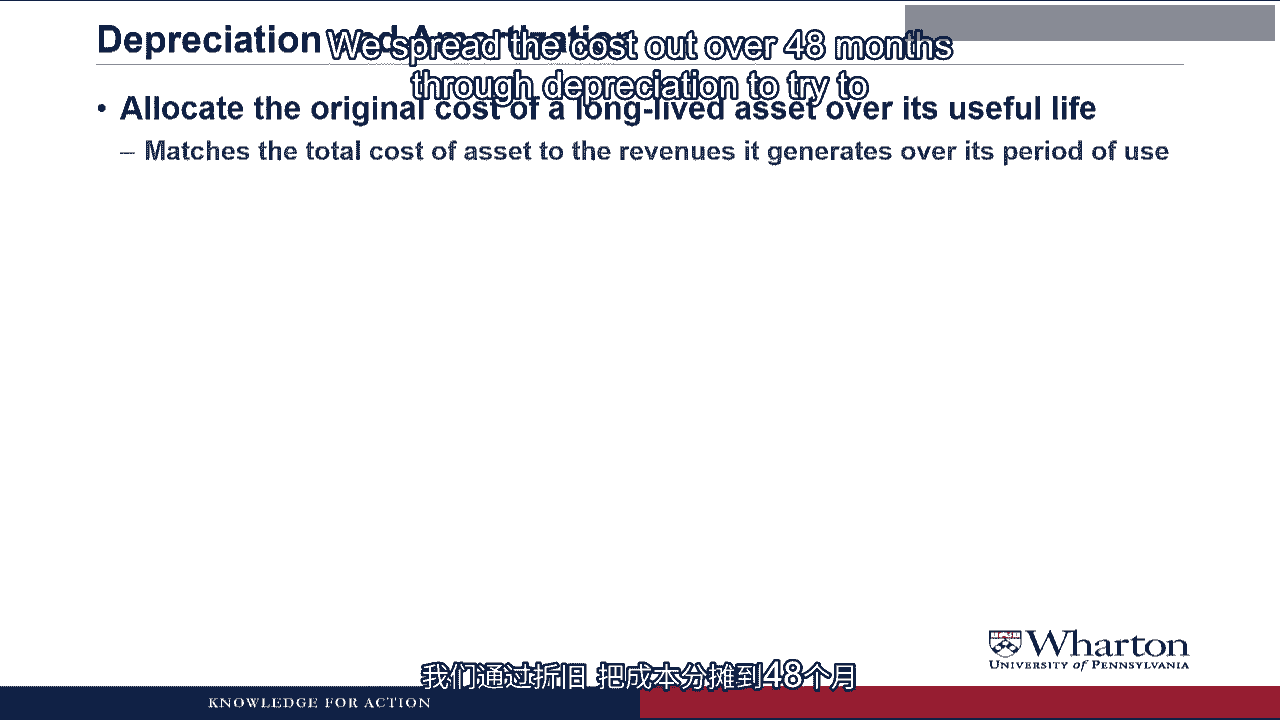 Depreciation and Amortization
We spread the cost out over 48 months
through depreciation to try to
• Allocate the original cost of a long-lived asset over its useful life
– Matches the total cost of asset to the revenues it generates over its period of use
Wharton
UNIVERSITY of PENNSYLVANIA
我们通过折旧 把成本分摊到48个月
KNOWLEDGE FOR ACTION